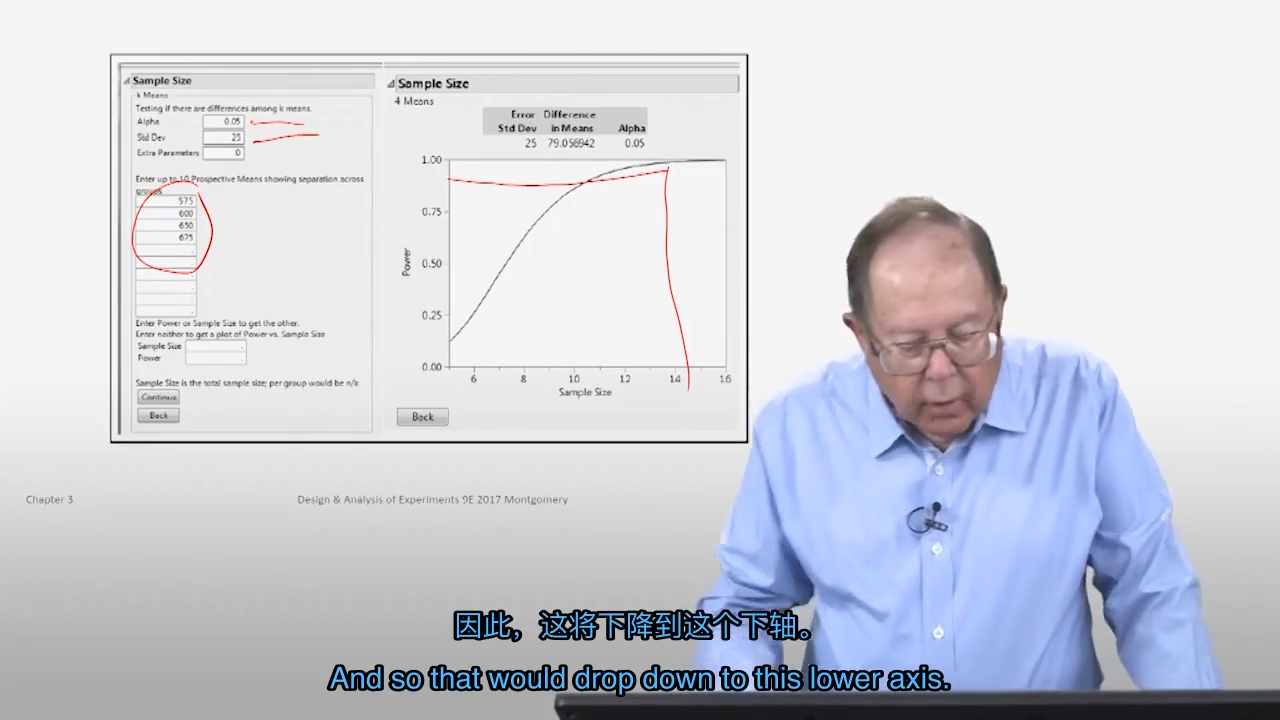 Sample Size
k Means
Testing if there are differences among k means.
Alpha 0.05
Std Dev 25
Extra Parameters 0
Enter up to 10 Prospective Means showing separation across
groups
575
600
650
675
Enter Power or Sample Size to get the other.
Enter neither to get a plot of Power vs. Sample Size
Sample Size
Power
Sample Size is the total sample size; per group would be n/k
Continue
Back
Sample Size
4 Means
Error Difference
Std Dev in Means Alpha
25 79.056942 0.05
1.00
0.75
0.50
0.25
0.00
Power
6 8 10 12 14 16
Sample Size
Back
Chapter 3
Design & Analysis of Experiments 9E 2017 Montgomery
因此，这将下降到这个下轴。
And so that would drop down to this lower axis.